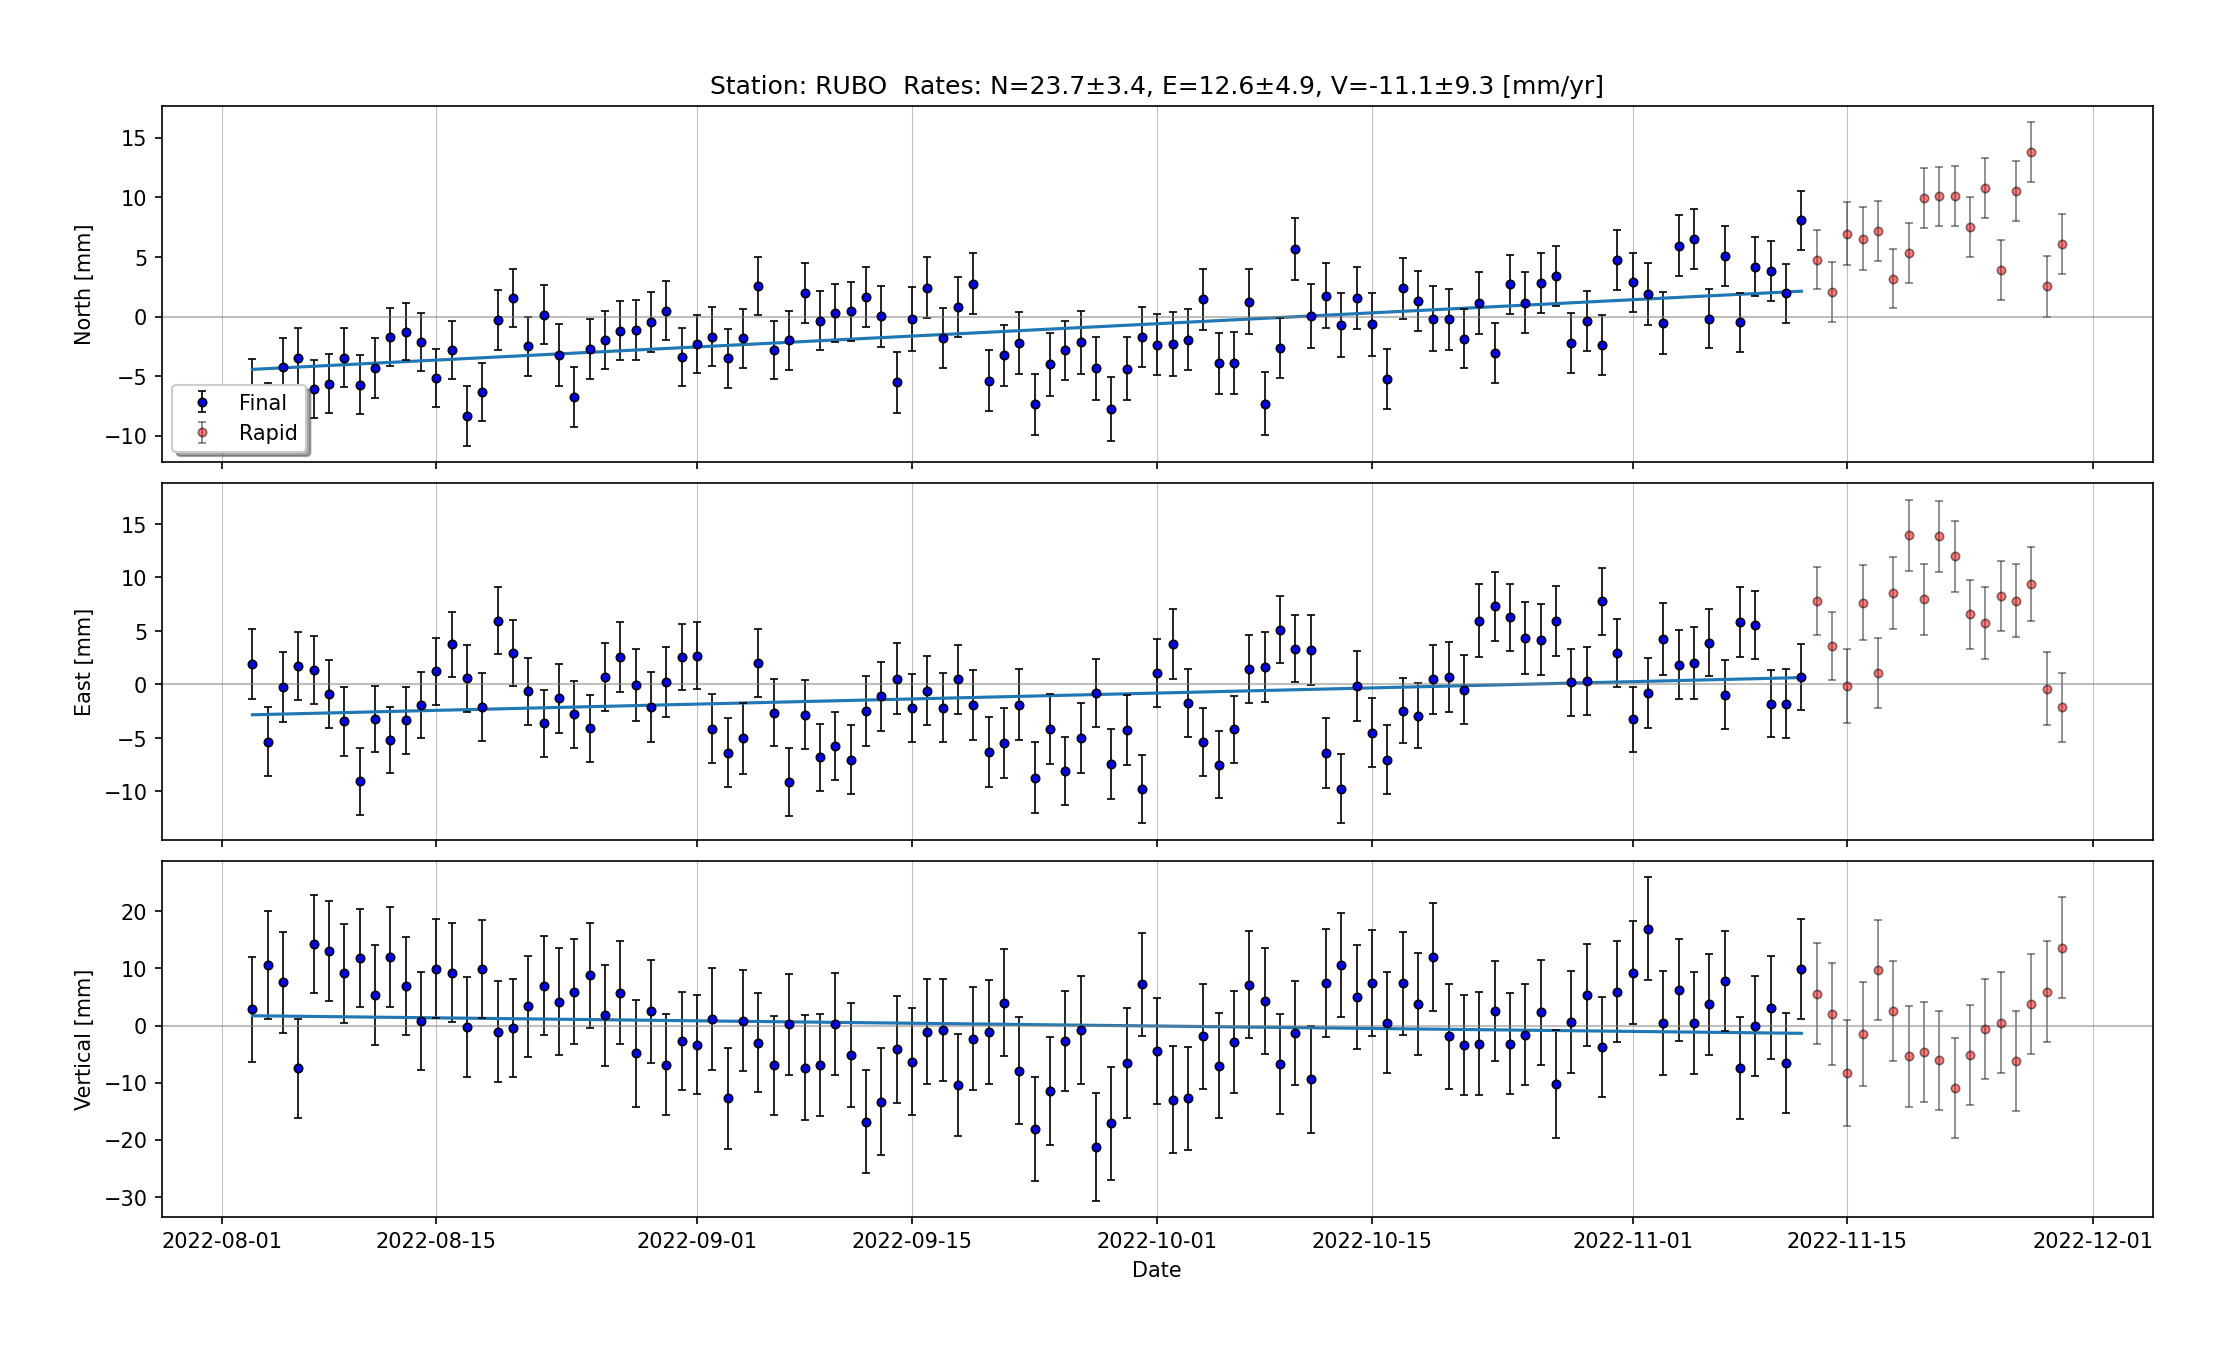 Station: RUBO  Rates: N=23.7±3.4, E=12.6±4.9, V=-11.1±9.3 [mm/yr]
15
10
5
0
−5
−10
North [mm]
Final
Rapid
15
10
5
0
−5
−10
East [mm]
20
10
0
−10
−20
−30
Vertical [mm]
2022-08-01 2022-08-15 2022-09-01 2022-09-15 2022-10-01 2022-10-15 2022-11-01 2022-11-15 2022-12-01
Date